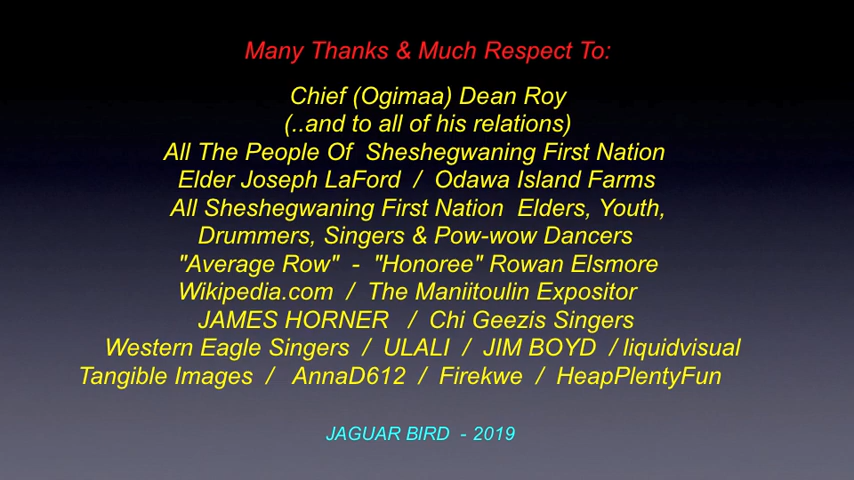 Many Thanks & Much Respect To:
Chief (Ogimaa) Dean Roy
(..and to all of his relations)
All The People Of Sheshegwaning First Nation
Elder Joseph LaFord / Odawa Island Farms
All Sheshegwaning First Nation Elders, Youth,
Drummers, Singers & Pow-wow Dancers
"Average Row" - "Honoree" Rowan Elsmore
Wikipedia.com / The Maniitoulin Expositor
JAMES HORNER / Chi Geezis Singers
Western Eagle Singers / ULALI / JIM BOYD / liquidvisual
Tangible Images / AnnaD612 / Firekwe / HeapPlentyFun
JAGUAR BIRD - 2019